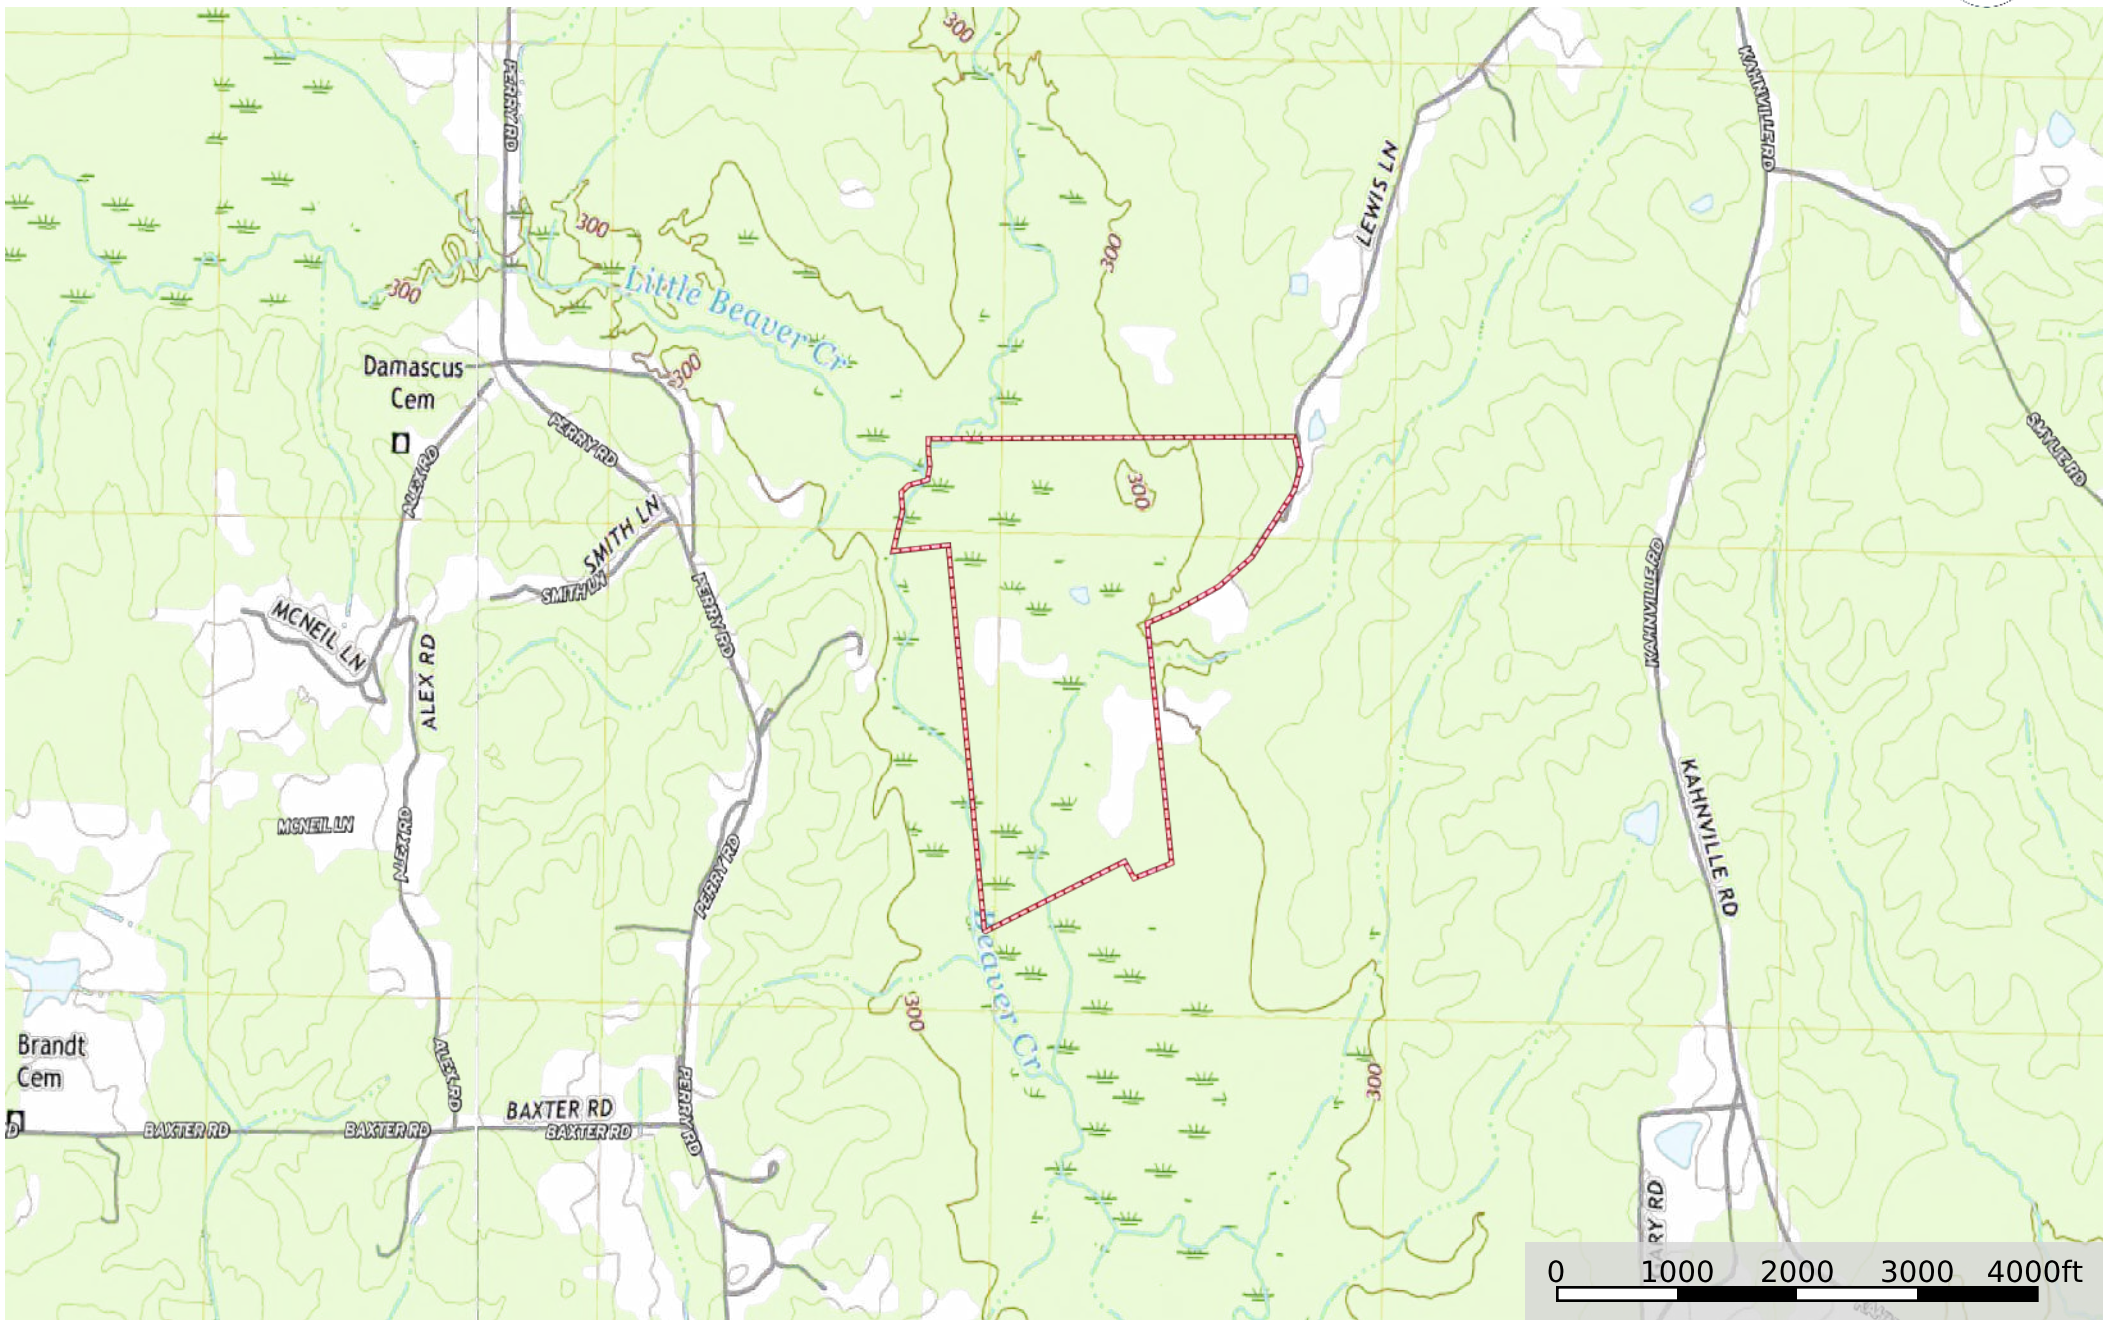 300
PERRY RD
KAHNVILLE RD
LEWIS LN
300
300
300
Little Beaver Cr
Damascus
Cem
300
PERRY RD
ALEX RD
SMYLIE RD
300
SMITH LN
SMITH LN
KAHNVILLE RD
PERRY RD
MCNEIL LN
ALEX RD
KAHNVILLE RD
MCNEIL LN
ALEX RD
PERRY RD
Beaver Cr
300
Brandt
Cem
ALEX RD
300
PERRY RD
BAXTER RD
D
BAXTER RD
BAXTER RD
BAXTER RD
ARY RD
0 1000 2000 3000 4000ft